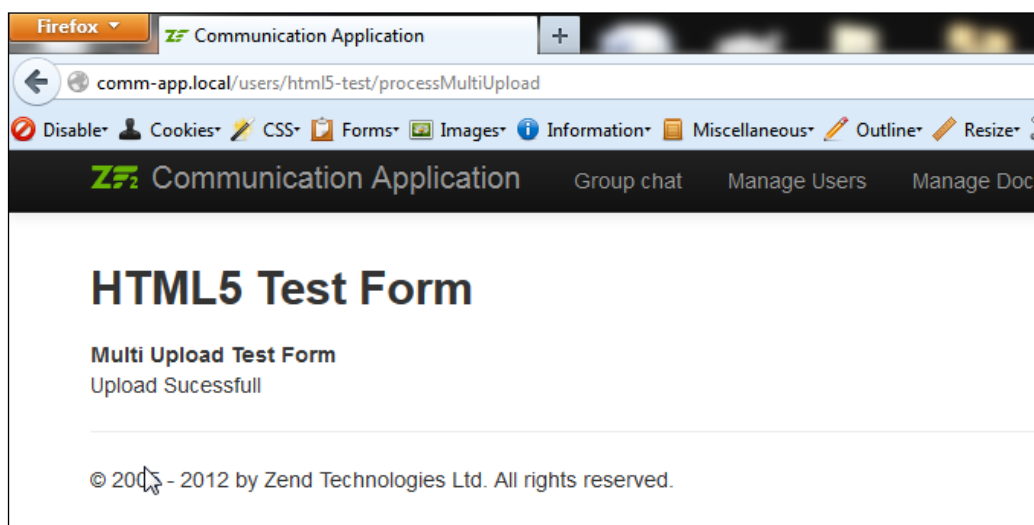 Firefox
ZF Communication Application
+
comm-app.local/users/html5-test/processMultiUpload
Disable Cookies CSS Forms Images Information Miscellaneous Outline Resize
ZF2 Communication Application Group chat Manage Users Manage Doc
HTML5 Test Form
Multi Upload Test Form
Upload Sucessfull
© - 2012 by Zend Technologies Ltd. All rights reserved.